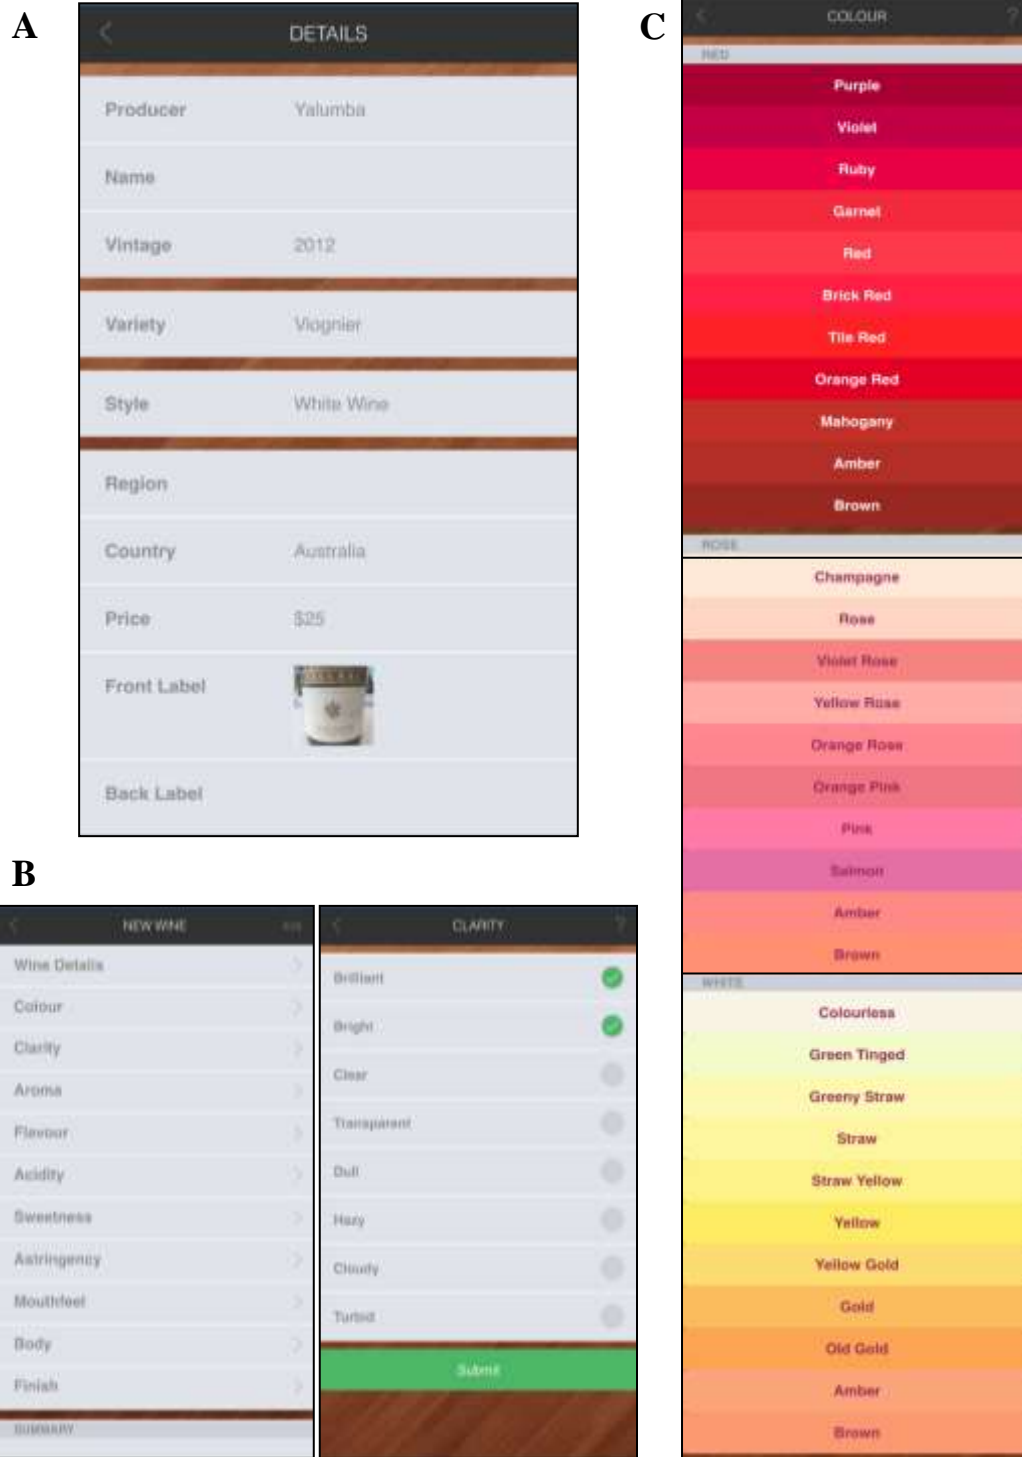 A
DETAILS
Producer Yalumba
Name
Vintage 2012
Variety Viognier
Style White Wine
Region
Country Australia
Price $25
Front Label
Back Label
B
NEW WINE
Wine Details
Colour
Clarity
Aroma
Flavour
Acidity
Sweetness
Astringency
Mouthfeel
Body
Finish
SUMMARY
CLARITY ?
Brilliant
Bright
Clear
Transparent
Dull
Hazy
Cloudy
Turbid
Submit
C
COLOUR ?
RED
Purple
Violet
Ruby
Garnet
Red
Brick Red
Tile Red
Orange Red
Mahogany
Amber
Brown
ROSE
Champagne
Rose
Violet Rose
Yellow Rose
Orange Rose
Orange Pink
Pink
Salmon
Amber
Brown
WHITE
Colourless
Green Tinged
Greeny Straw
Straw
Straw Yellow
Yellow
Yellow Gold
Gold
Old Gold
Amber
Brown